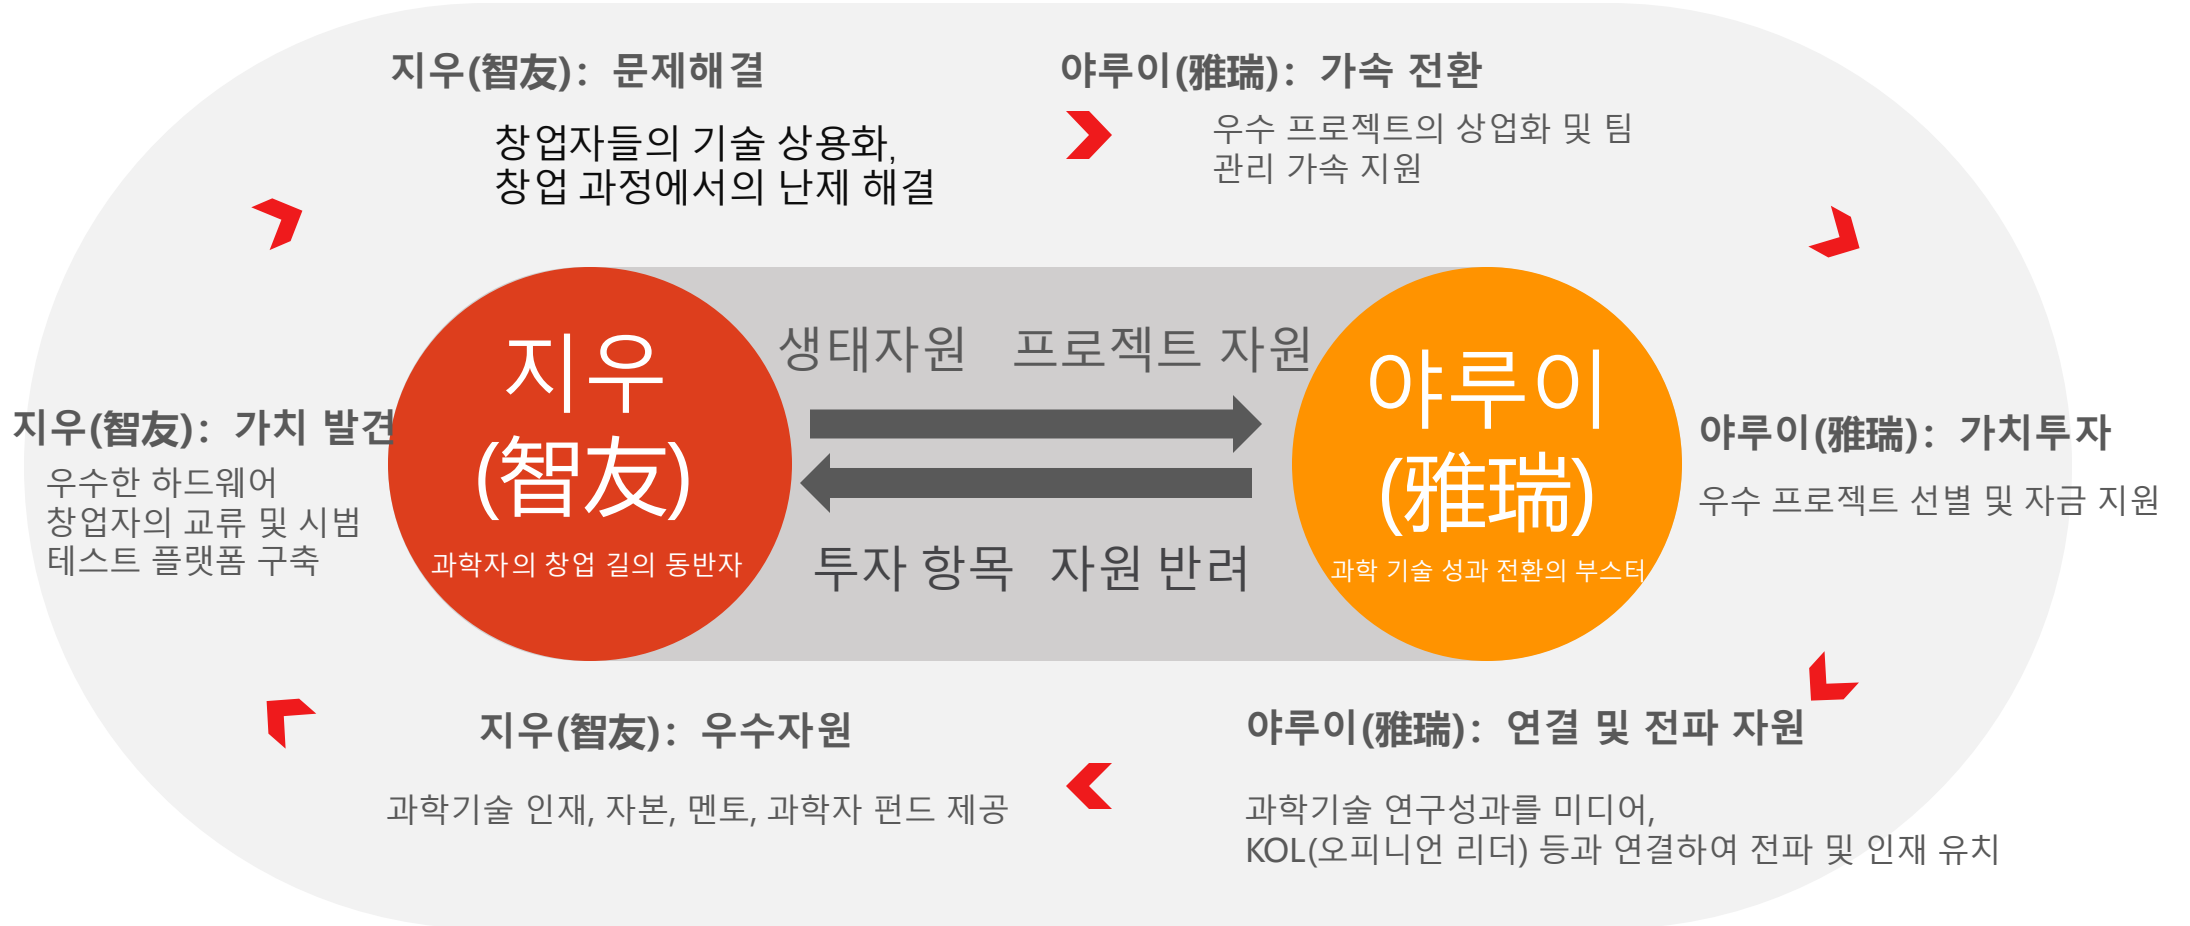 지우(智友): 문제해결
창업자들의 기술 상용화,
창업 과정에서의 난제 해결
야루이(雅瑞): 가속 전환
우수 프로젝트의 상업화 및 팀
관리 가속 지원
지우(智友): 가치 발견
우수한 하드웨어
창업자의 교류 및 시범
테스트 플랫폼 구축
지우
(智友)
과학자의 창업 길의 동반자
생태자원 프로젝트 자원
투자 항목 자원 반려
야루이
(雅瑞)
과학 기술 성과 전환의 부스터
야루이(雅瑞): 가치투자
우수 프로젝트 선별 및 자금 지원
지우(智友): 우수자원
과학기술 인재, 자본, 멘토, 과학자 펀드 제공
야루이(雅瑞): 연결 및 전파 자원
과학기술 연구성과를 미디어,
KOL(오피니언 리더) 등과 연결하여 전파 및 인재 유치